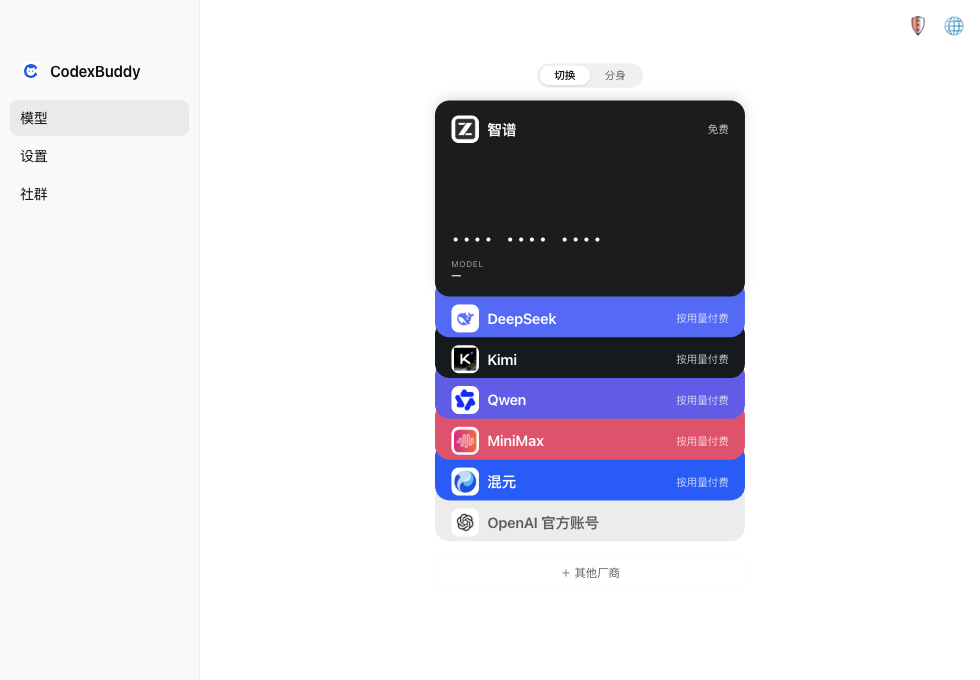 CodexBuddy
模型
设置
社群
切换 分身
智谱 免费
•••• •••• ••••
MODEL
—
DeepSeek 按用量付费
Kimi 按用量付费
Qwen 按用量付费
MiniMax 按用量付费
混元 按用量付费
OpenAI 官方账号
+ 其他厂商